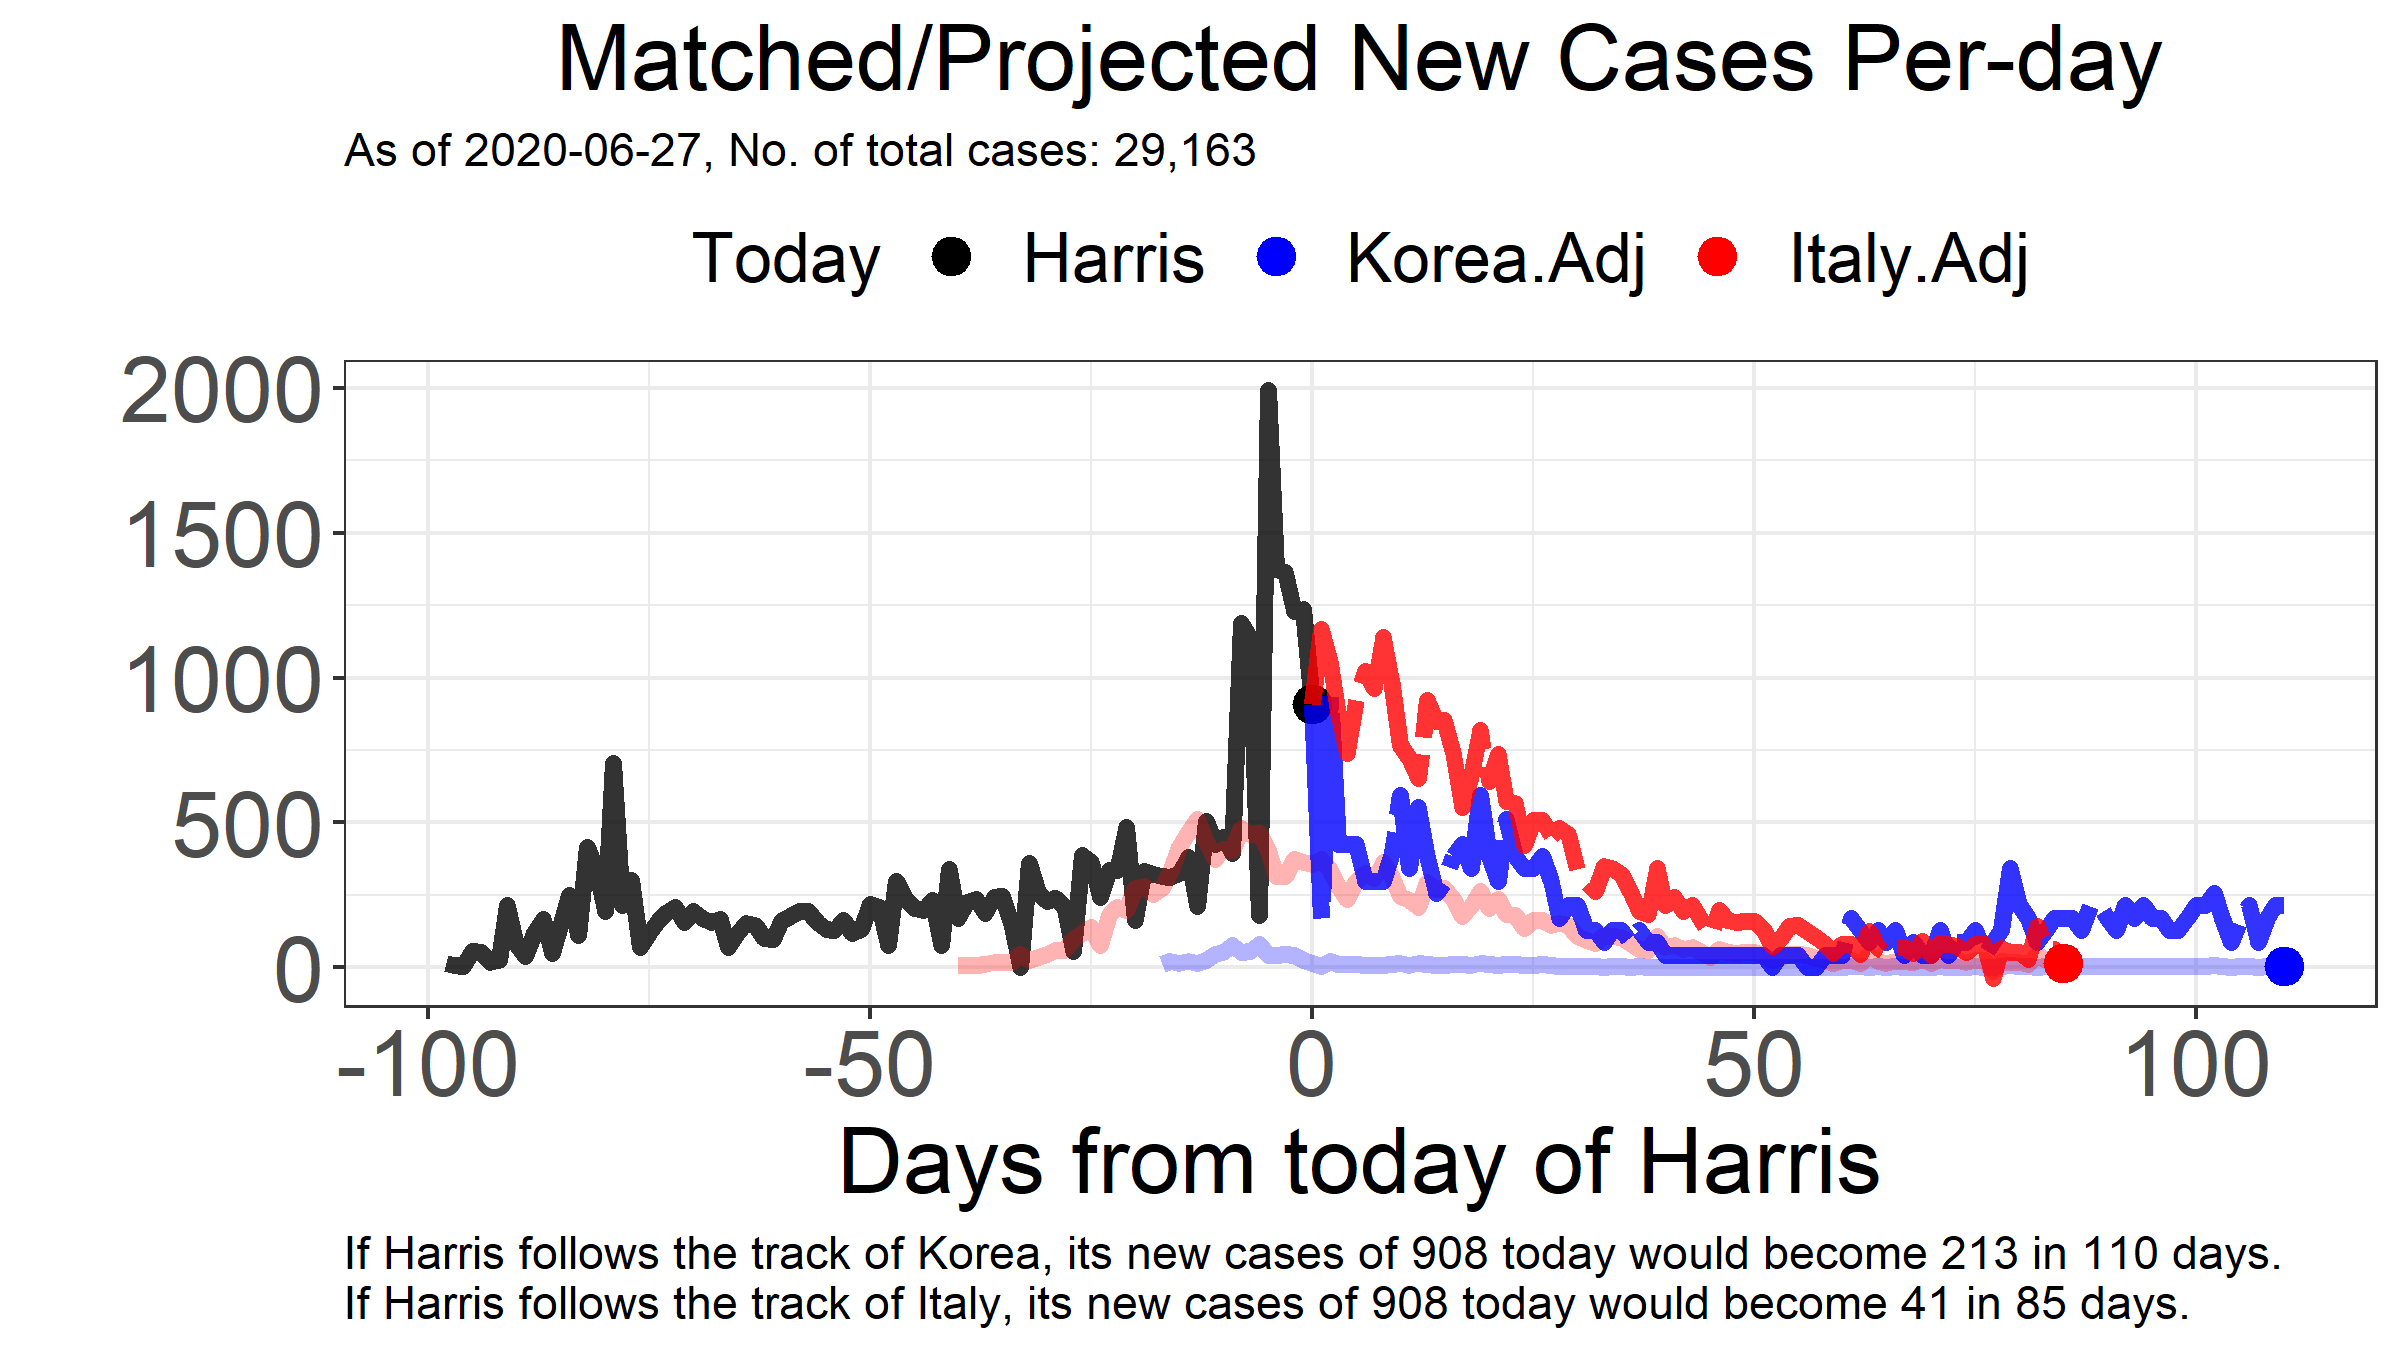 Matched/Projected New Cases Per-day
As of 2020-06-27, No. of total cases: 29,163
Today Harris Korea.Adj Italy.Adj
2000
1500
1000
500
0
-100 -50 0 50 100
Days from today of Harris
If Harris follows the track of Korea, its new cases of 908 today would become 213 in 110 days.
If Harris follows the track of Italy, its new cases of 908 today would become 41 in 85 days.